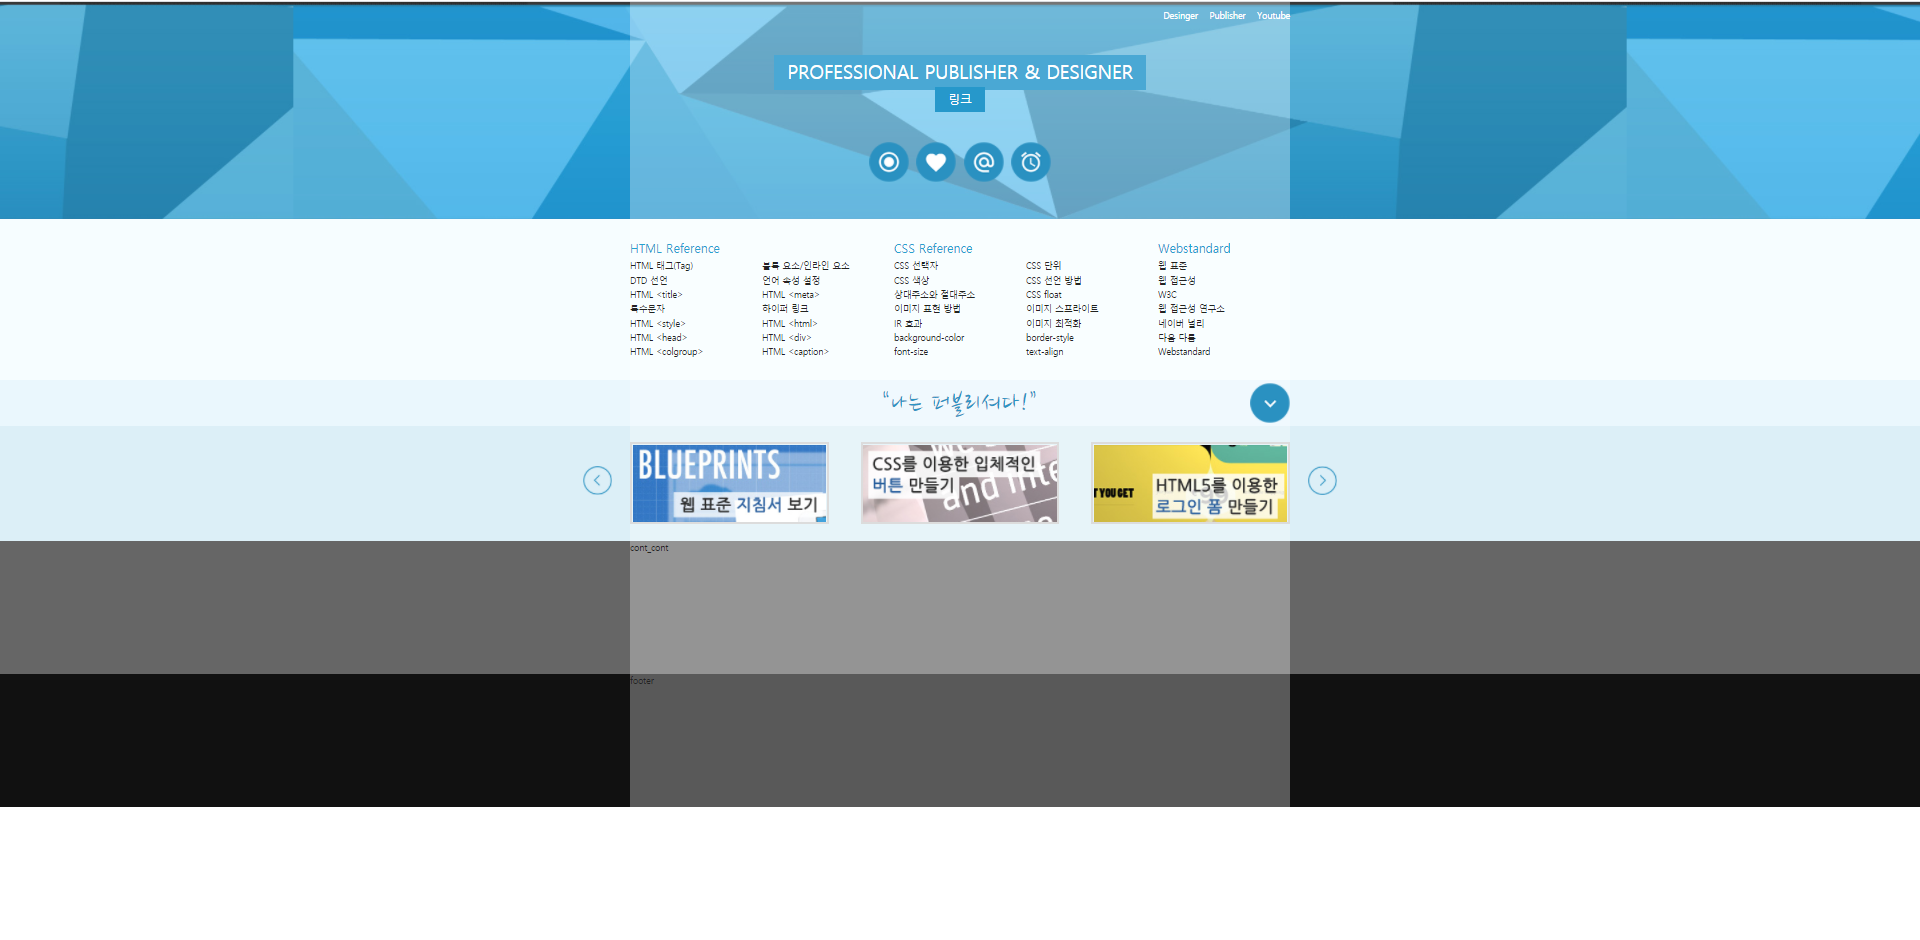 Desinger Publisher Youtube
PROFESSIONAL PUBLISHER & DESIGNER
링크
HTML Reference
HTML 태그(Tag)
DTD 선언
HTML <title>
특수문자
HTML <style>
HTML <head>
HTML <colgroup>
블록 요소/인라인 요소
언어 속성 설정
HTML <meta>
하이퍼 링크
HTML <html>
HTML <div>
HTML <caption>
CSS Reference
CSS 선택자
CSS 색상
상대주소와 절대주소
이미지 표현 방법
IR 효과
background-color
font-size
CSS 단위
CSS 선언 방법
CSS float
이미지 스프라이트
이미지 최적화
border-style
text-align
Webstandard
웹 표준
웹 접근성
W3C
웹 접근성 연구소
네이버 널리
다음 다룸
Webstandard
“나는 퍼블리셔다!”
BLUEPRINTS
웹 표준 지침서 보기
CSS를 이용한 입체적인
버튼 만들기
and inte
T YOU GET
HTML5를 이용한
로그인 폼 만들기
cont_cont
footer